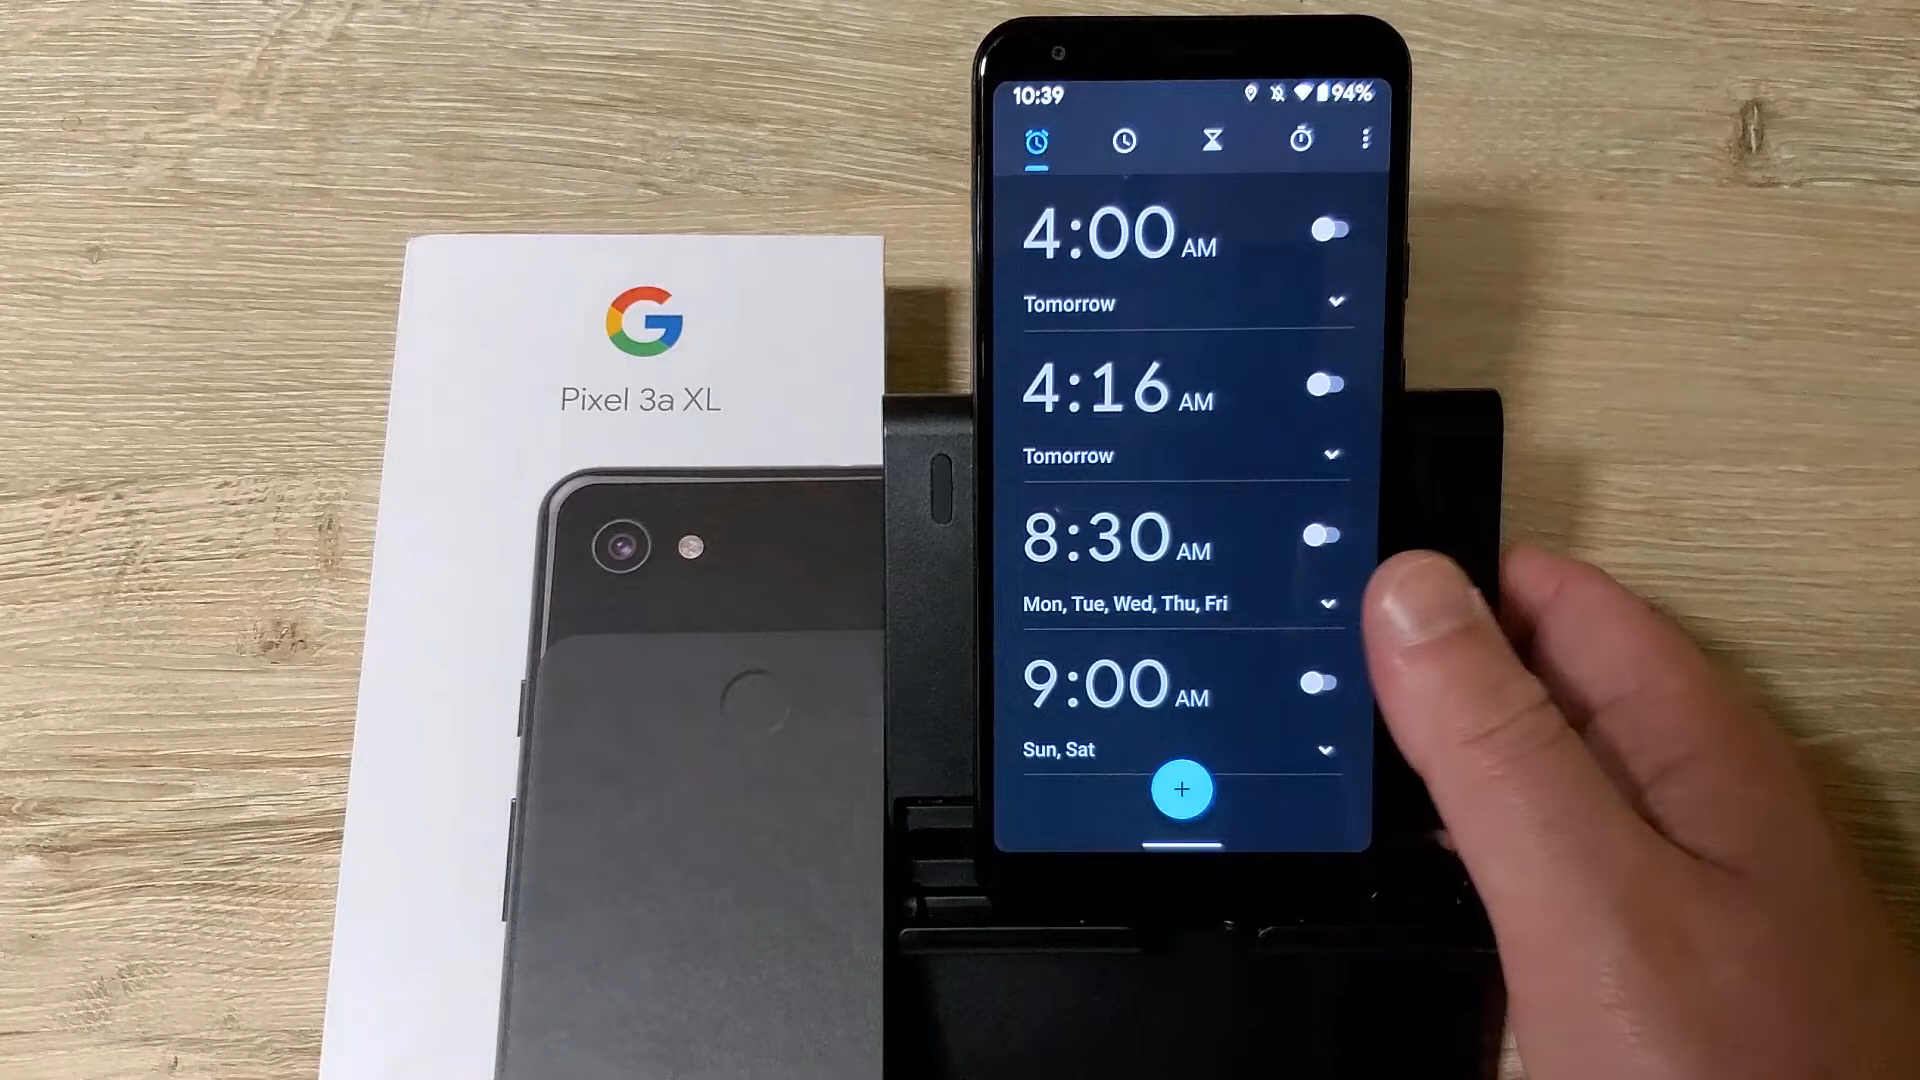 G
Pixel 3a XL
10:39
94%
4:00 AM
Tomorrow
4:16 AM
Tomorrow
8:30 AM
Mon, Tue, Wed, Thu, Fri
9:00 AM
Sun, Sat
+